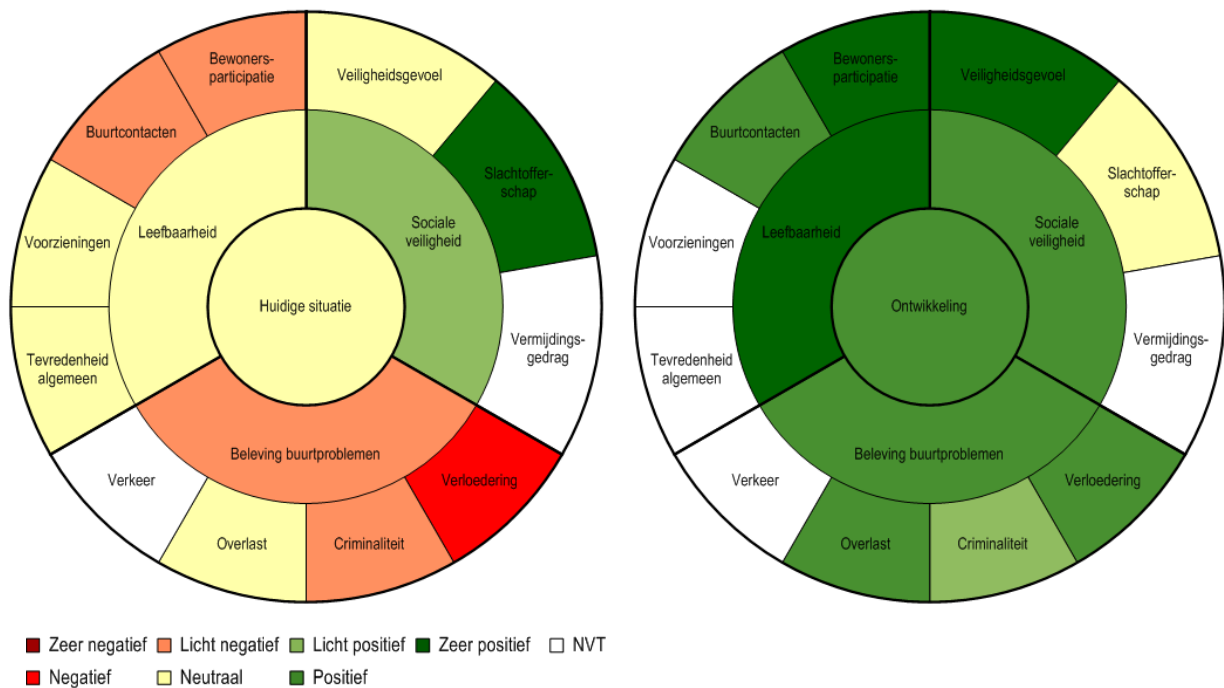 Bewoners-
participatie
Veiligheidsgevoel
Buurtcontacten
Slachtoffer-
schap
Voorzieningen
Leefbaarheid
Sociale
veiligheid
Huidige situatie
Tevredenheid
algemeen
Vermijdings-
gedrag
Beleving buurtproblemen
Verkeer
Verloedering
Overlast
Criminaliteit
Bewoners-
participatie
Veiligheidsgevoel
Buurtcontacten
Slachtoffer-
schap
Voorzieningen
Leefbaarheid
Sociale
veiligheid
Ontwikkeling
Tevredenheid
algemeen
Vermijdings-
gedrag
Beleving buurtproblemen
Verkeer
Verloedering
Overlast
Criminaliteit
Zeer negatief Licht negatief Licht positief Zeer positief NVT
Negatief Neutraal Positief